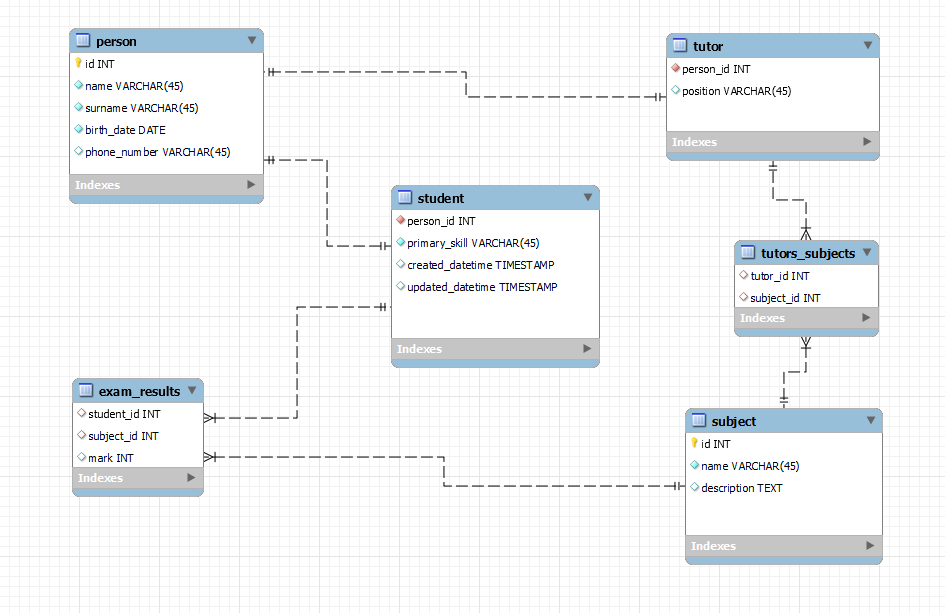 person
id INT
name VARCHAR(45)
surname VARCHAR(45)
birth_date DATE
phone_number VARCHAR(45)
Indexes
tutor
person_id INT
position VARCHAR(45)
Indexes
student
person_id INT
primary_skill VARCHAR(45)
created_datetime TIMESTAMP
updated_datetime TIMESTAMP
Indexes
tutors_subjects
tutor_id INT
subject_id INT
Indexes
exam_results
student_id INT
subject_id INT
mark INT
Indexes
subject
id INT
name VARCHAR(45)
description TEXT
Indexes